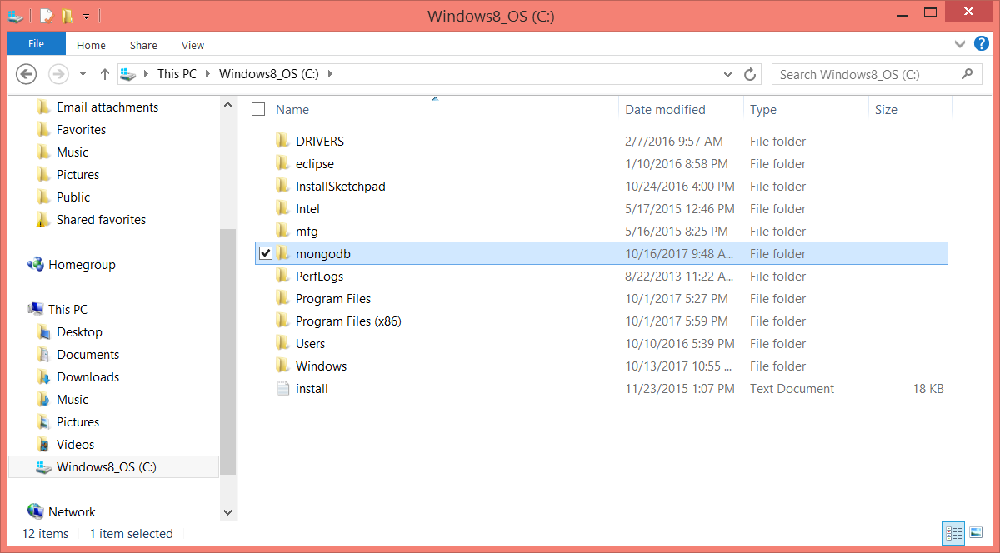 Windows8_OS (C:)
File Home Share View
This PC Windows8_OS (C:) Search Windows8_OS (C:)
Email attachments
Favorites
Music
Pictures
Public
Shared favorites
Homegroup
This PC
Desktop
Documents
Downloads
Music
Pictures
Videos
Windows8_OS (C:)
Network
Name Date modified Type Size
DRIVERS 2/7/2016 9:57 AM File folder
eclipse 1/10/2016 8:58 PM File folder
InstallSketchpad 10/24/2016 4:00 PM File folder
Intel 5/17/2015 12:46 PM File folder
mfg 5/16/2015 8:25 PM File folder
mongodb 10/16/2017 9:48 A... File folder
PerfLogs 8/22/2013 11:22 A... File folder
Program Files 10/1/2017 5:27 PM File folder
Program Files (x86) 10/1/2017 5:59 PM File folder
Users 10/10/2016 5:39 PM File folder
Windows 10/13/2017 10:55 ... File folder
install 11/23/2015 1:07 PM Text Document 18 KB
12 items 1 item selected